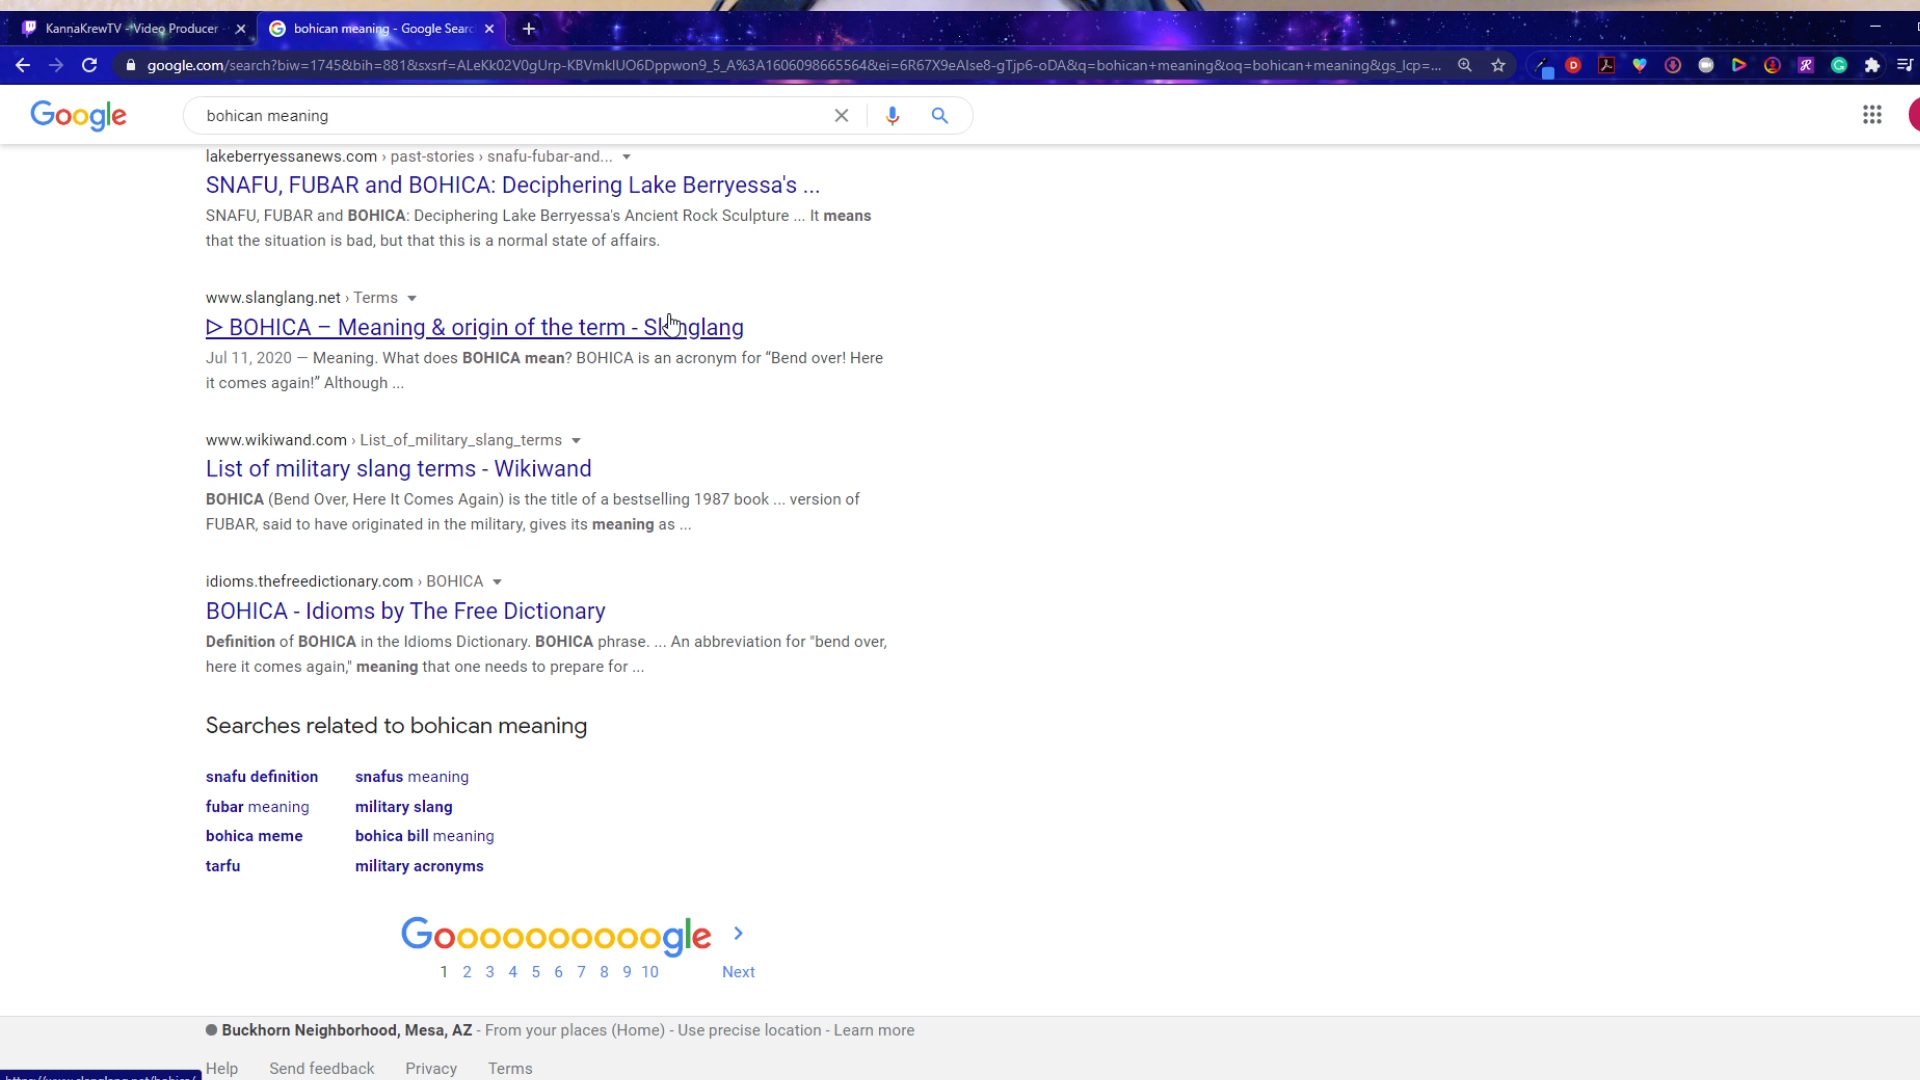 KannaKrewTV - Video Producer
bohican meaning - Google Searc
google.com/search?biw=1745&bih=881&sxsrf=ALeKk02V0gUrp-KBVmklUO6Dppwon9_5_A%3A1606098665564&ei=6R67X9eAIse8-gTjp6-oDA&q=bohican+meaning&oq=bohican+meaning&gs_lcp=...
Google
bohican meaning
lakeberryessanews.com › past-stories › snafu-fubar-and...
SNAFU, FUBAR and BOHICA: Deciphering Lake Berryessa's ...
SNAFU, FUBAR and BOHICA: Deciphering Lake Berryessa's Ancient Rock Sculpture ... It means
that the situation is bad, but that this is a normal state of affairs.
www.slanglang.net › Terms
ᐅ BOHICA – Meaning & origin of the term - Slanglang
Jul 11, 2020 — Meaning. What does BOHICA mean? BOHICA is an acronym for “Bend over! Here
it comes again!” Although ...
www.wikiwand.com › List_of_military_slang_terms
List of military slang terms - Wikiwand
BOHICA (Bend Over, Here It Comes Again) is the title of a bestselling 1987 book ... version of
FUBAR, said to have originated in the military, gives its meaning as ...
idioms.thefreedictionary.com › BOHICA
BOHICA - Idioms by The Free Dictionary
Definition of BOHICA in the Idioms Dictionary. BOHICA phrase. ... An abbreviation for "bend over,
here it comes again," meaning that one needs to prepare for ...
Searches related to bohican meaning
snafu definition snafus meaning
fubar meaning military slang
bohica meme bohica bill meaning
tarfu military acronyms
Goooooooooogle
1 2 3 4 5 6 7 8 9 10 Next
Buckhorn Neighborhood, Mesa, AZ - From your places (Home) - Use precise location - Learn more
Help Send feedback Privacy Terms